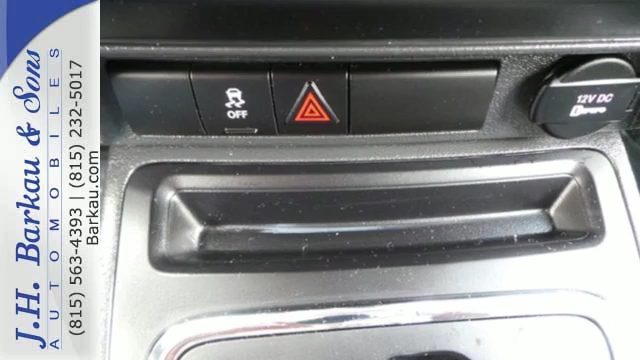 J.H. Barkau & Sons
AUTOMOBILES
(815) 563-4393 | (815) 232-5017
Barkau.com
OFF
12V DC